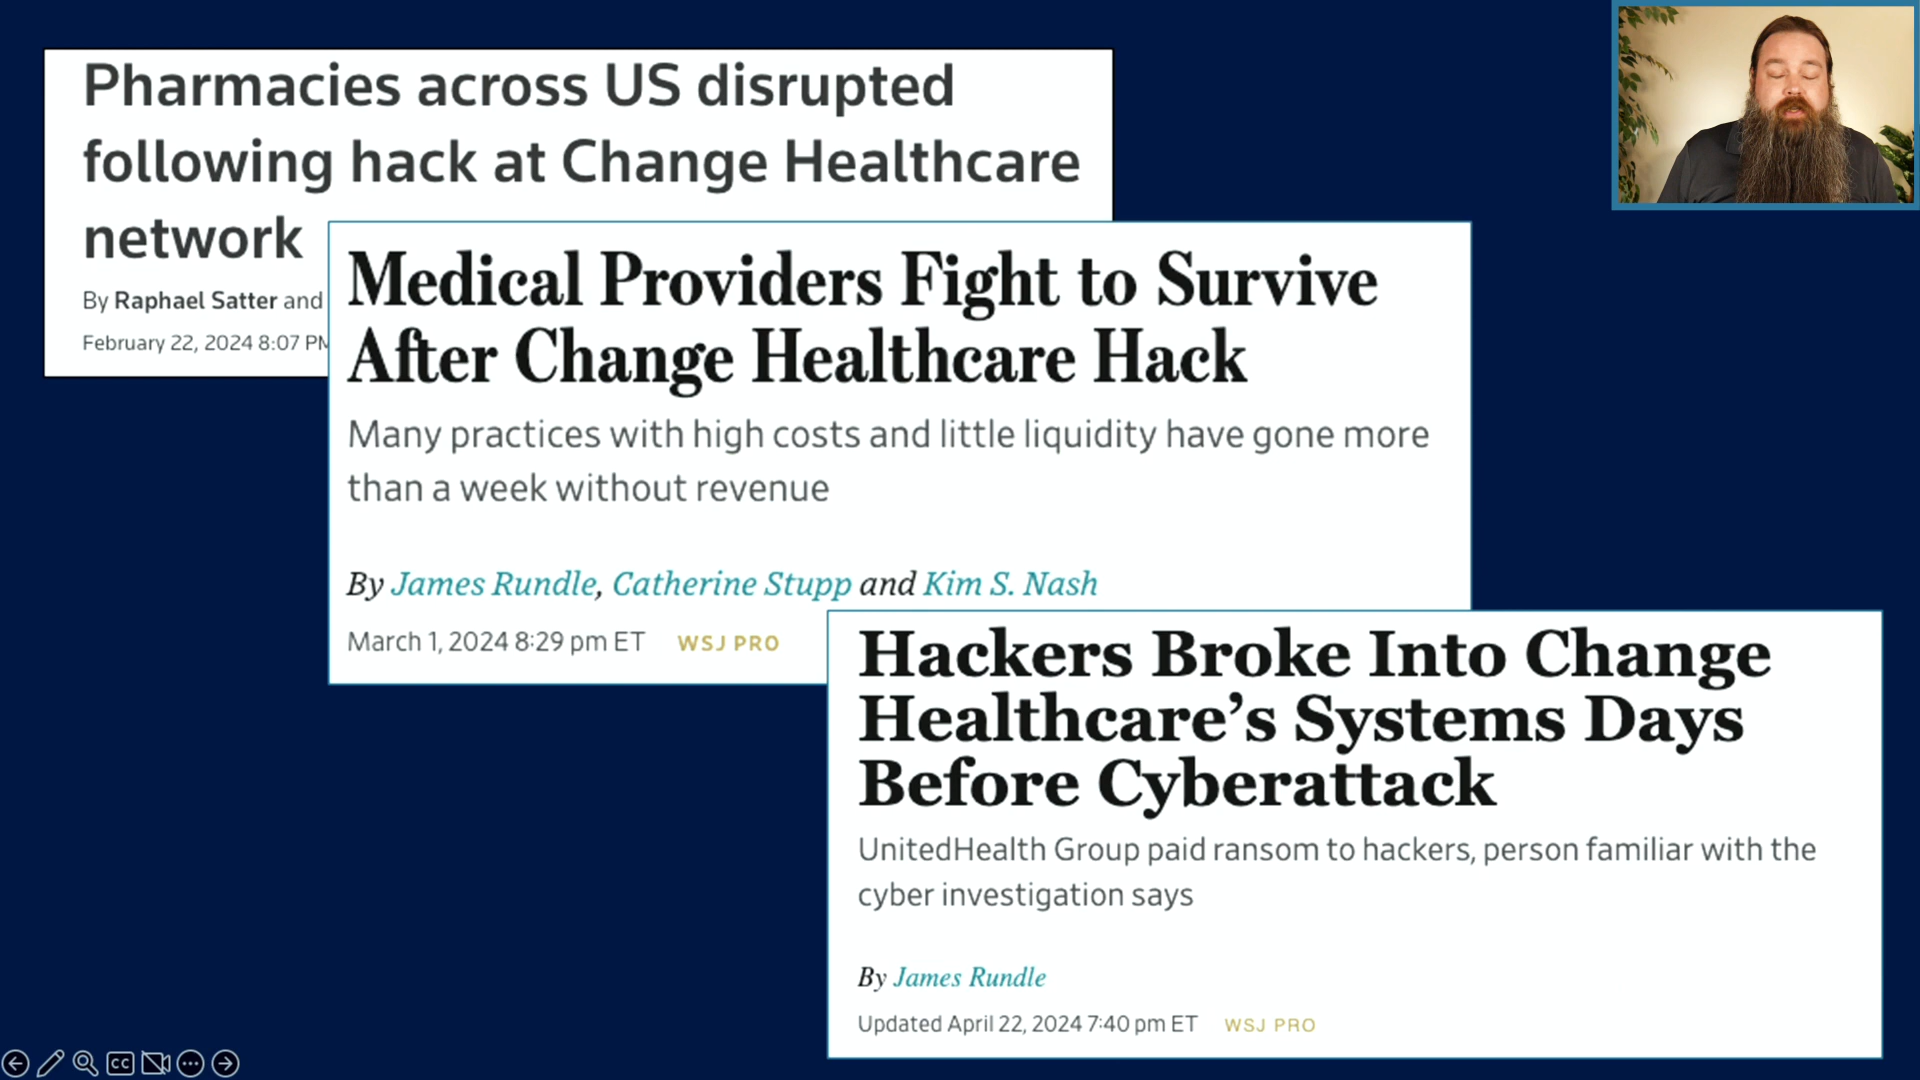 Pharmacies across US disrupted
following hack at Change Healthcare
network
By Raphael Satter and
February 22, 2024 8:07 PM
Medical Providers Fight to Survive
After Change Healthcare Hack
Many practices with high costs and little liquidity have gone more
than a week without revenue
By James Rundle, Catherine Stupp and Kim S. Nash
March 1, 2024 8:29 pm ET WSJ PRO
Hackers Broke Into Change
Healthcare’s Systems Days
Before Cyberattack
UnitedHealth Group paid ransom to hackers, person familiar with the
cyber investigation says
By James Rundle
Updated April 22, 2024 7:40 pm ET WSJ PRO
CC